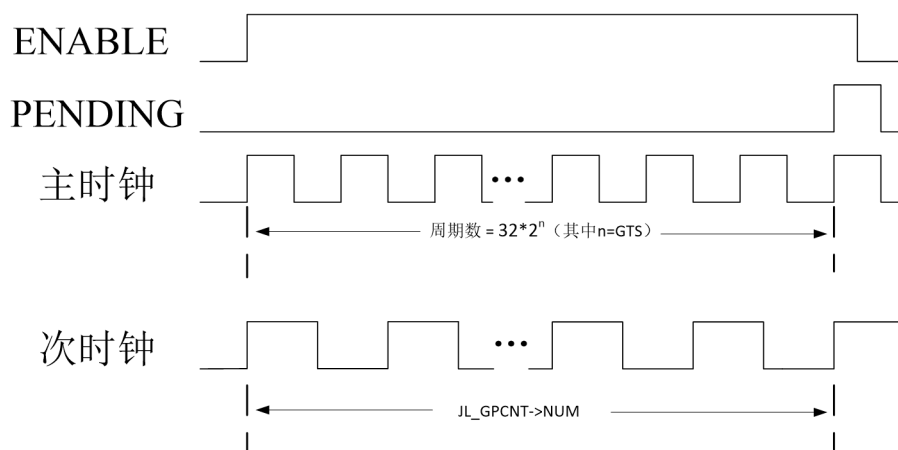 ENABLE
PENDING
主时钟
周期数 = 32*2ⁿ（其中n=GTS）
次时钟
JL_GPCNT->NUM